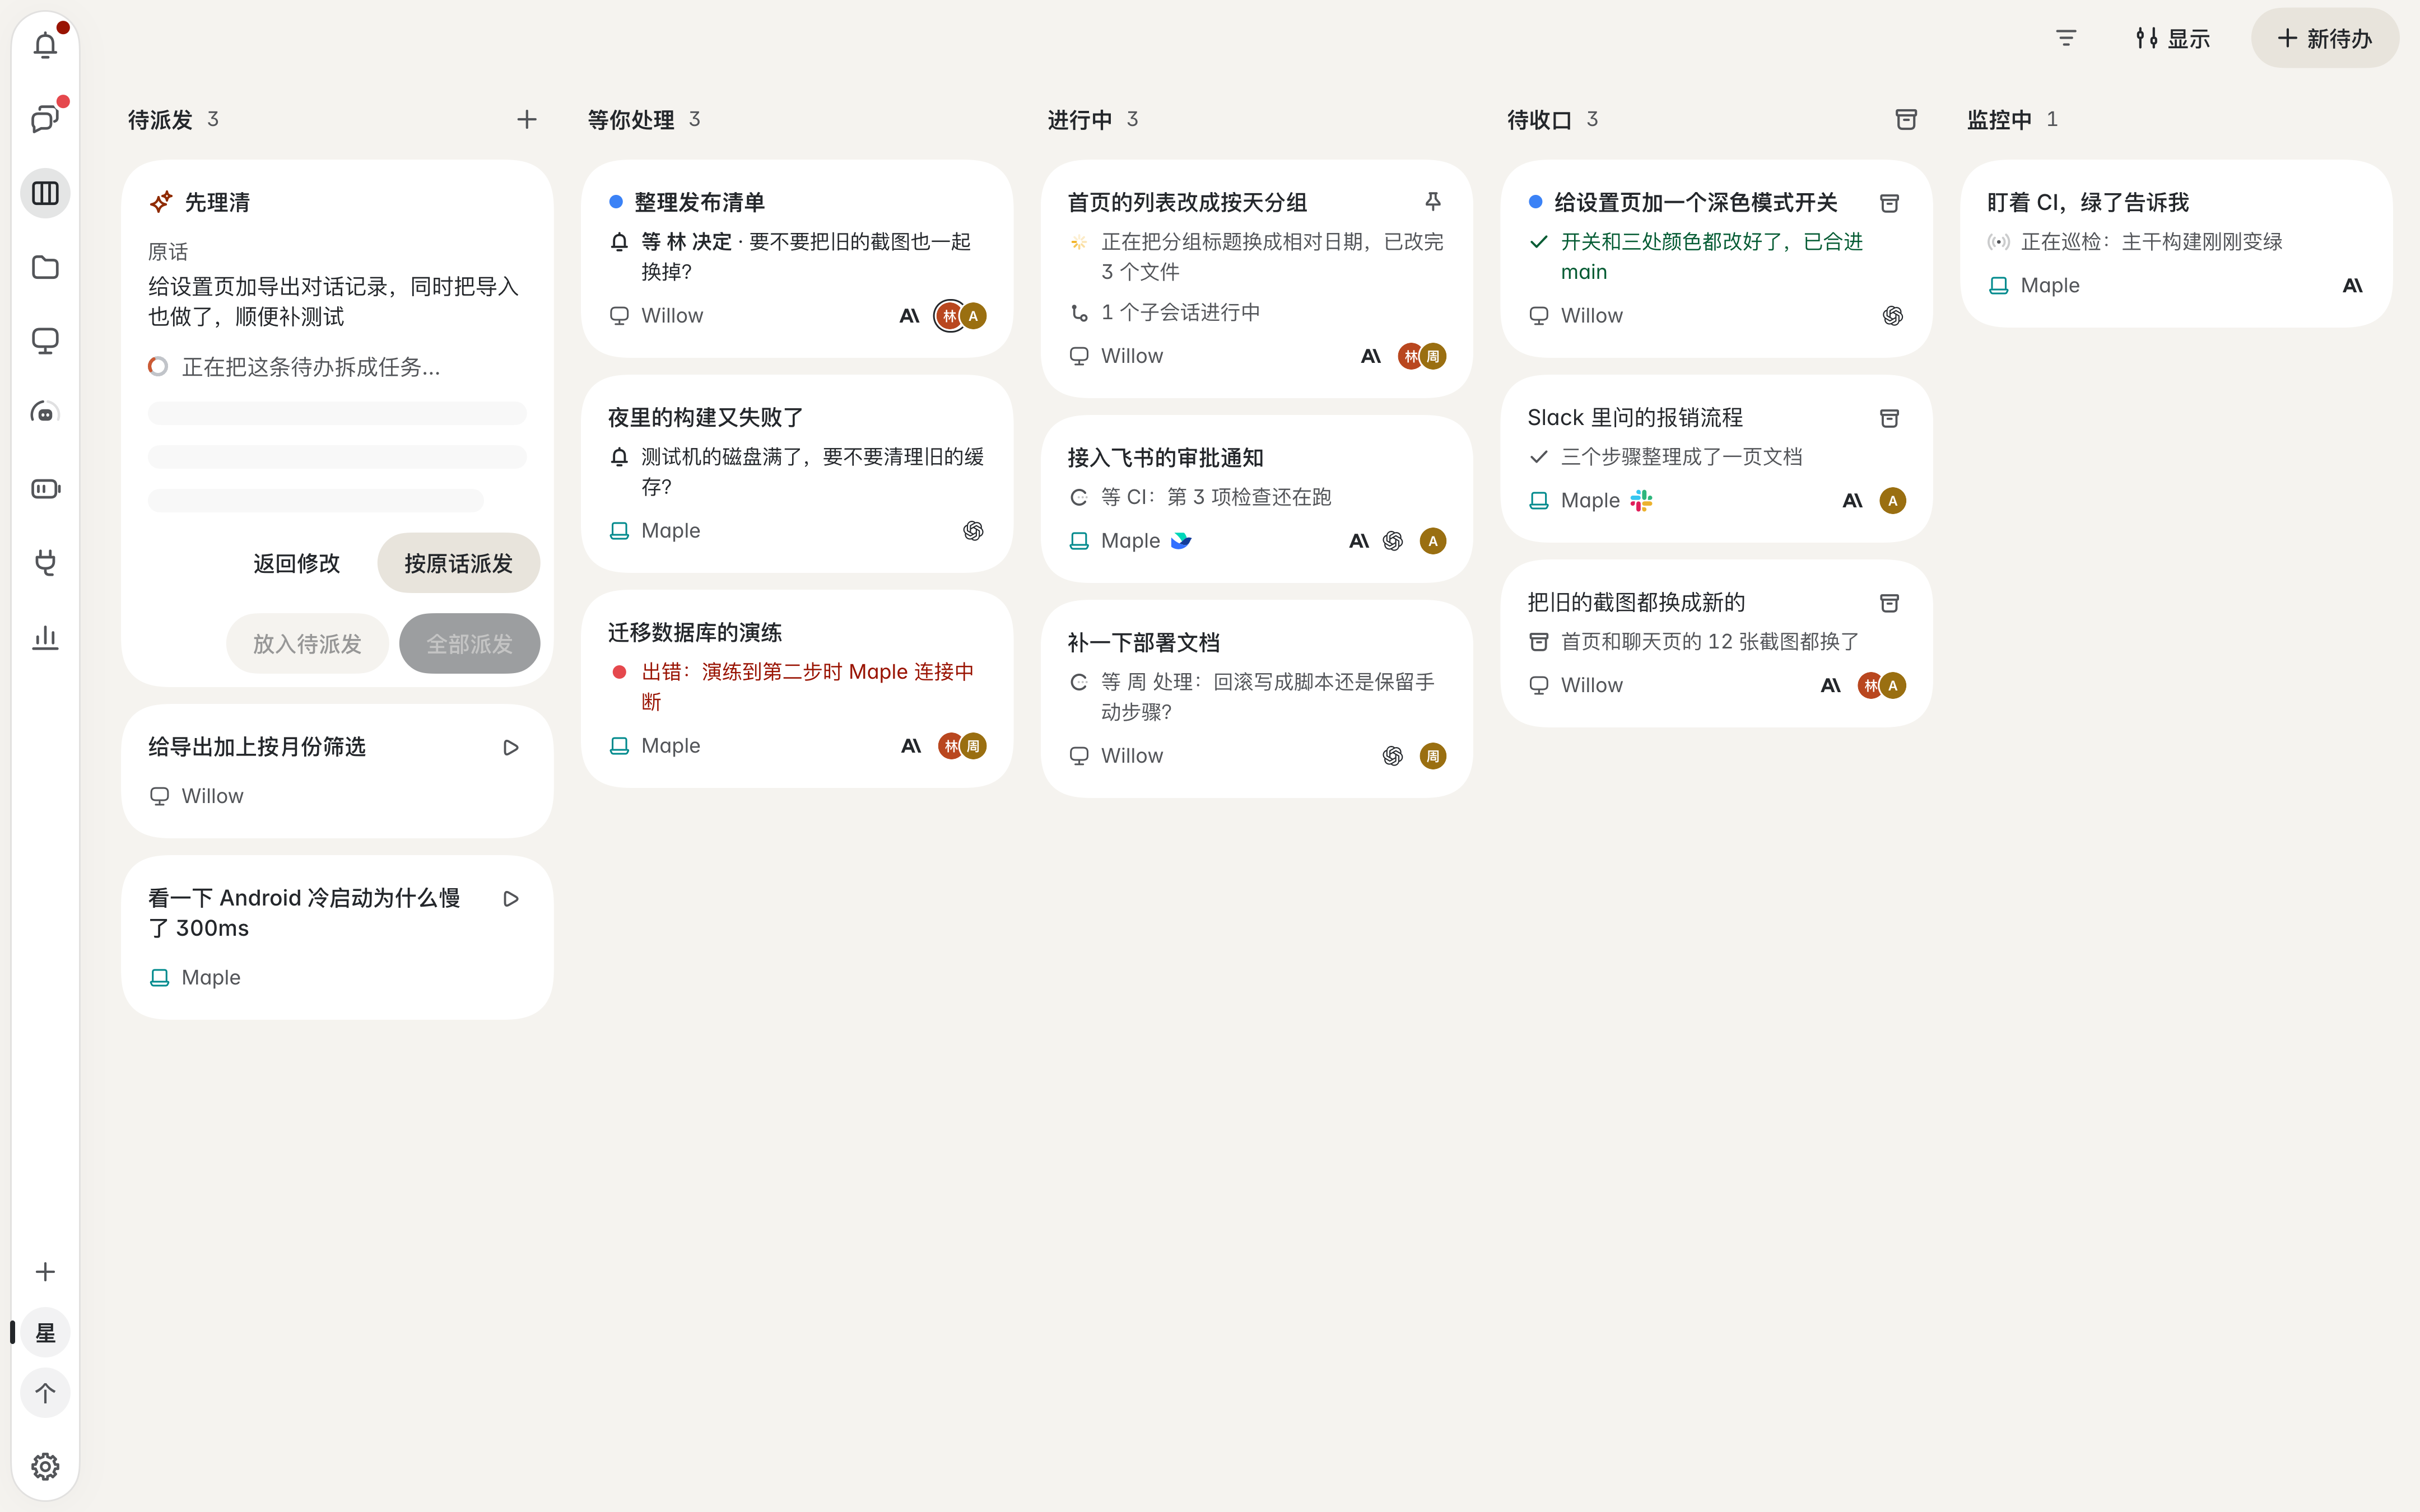 显示
新待办
待派发 3
先理清
原话
给设置页加导出对话记录，同时把导入
也做了，顺便补测试
正在把这条待办拆成任务...
返回修改
按原话派发
放入待派发
全部派发
给导出加上按月份筛选
Willow
看一下 Android 冷启动为什么慢
了 300ms
Maple
等你处理 3
整理发布清单
等 林 决定 · 要不要把旧的截图也一起
换掉？
Willow
林
A
夜里的构建又失败了
测试机的磁盘满了，要不要清理旧的缓
存？
Maple
迁移数据库的演练
出错：演练到第二步时 Maple 连接中
断
Maple
林
周
进行中 3
首页的列表改成按天分组
正在把分组标题换成相对日期，已改完
3 个文件
1 个子会话进行中
Willow
林
周
接入飞书的审批通知
等 CI：第 3 项检查还在跑
Maple
A
补一下部署文档
等 周 处理：回滚写成脚本还是保留手
动步骤？
Willow
周
待收口 3
给设置页加一个深色模式开关
开关和三处颜色都改好了，已合进
main
Willow
Slack 里问的报销流程
三个步骤整理成了一页文档
Maple
A
把旧的截图都换成新的
首页和聊天页的 12 张截图都换了
Willow
林
A
监控中 1
盯着 CI，绿了告诉我
正在巡检：主干构建刚刚变绿
Maple
星
个